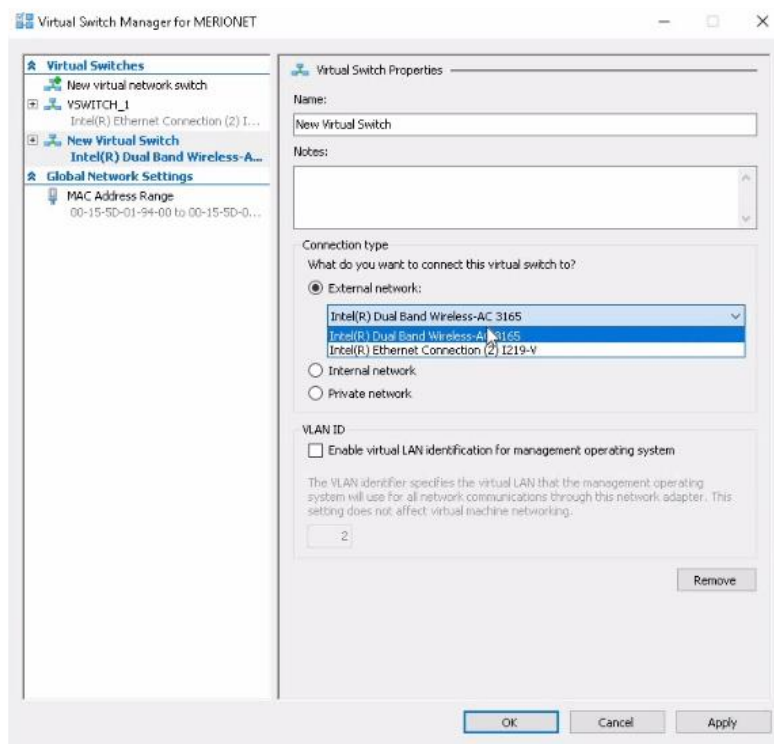 Virtual Switch Manager for MERIONET
Virtual Switches
New virtual network switch
VSWITCH_1
Intel(R) Ethernet Connection (2) I...
New Virtual Switch
Intel(R) Dual Band Wireless-A...
Global Network Settings
MAC Address Range
00-15-5D-01-94-00 to 00-15-5D-0...
Virtual Switch Properties
Name:
New Virtual Switch
Notes:
Connection type
What do you want to connect this virtual switch to?
External network:
Intel(R) Dual Band Wireless-AC 3165
Intel(R) Dual Band Wireless-AC 3165
Intel(R) Ethernet Connection (2) I219-V
Internal network
Private network
VLAN ID
Enable virtual LAN identification for management operating system
The VLAN identifier specifies the virtual LAN that the management operating
system will use for all network communications through this network adapter. This
setting does not affect virtual machine networking.
2
Remove
OK
Cancel
Apply